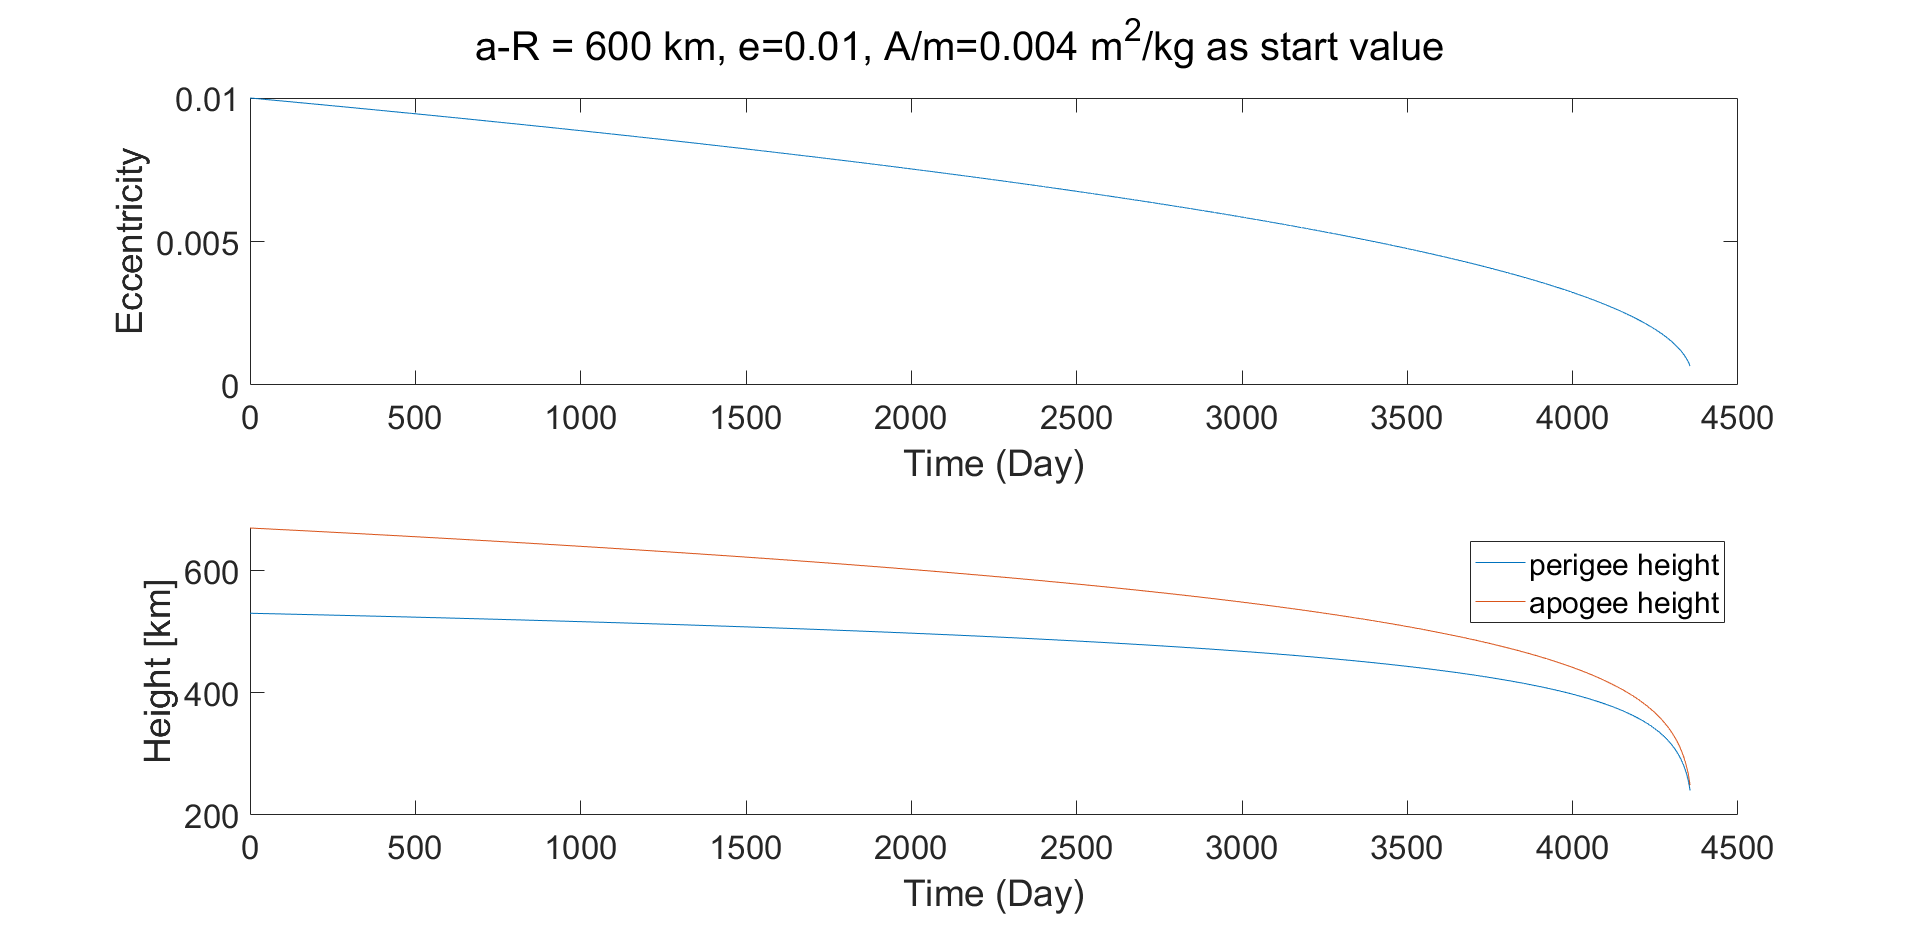 a-R = 600 km, e=0.01, A/m=0.004 m²/kg as start value
0.01
0.005
0
Eccentricity
0 500 1000 1500 2000 2500 3000 3500 4000 4500
Time (Day)
600
400
200
Height [km]
perigee height
apogee height
0 500 1000 1500 2000 2500 3000 3500 4000 4500
Time (Day)